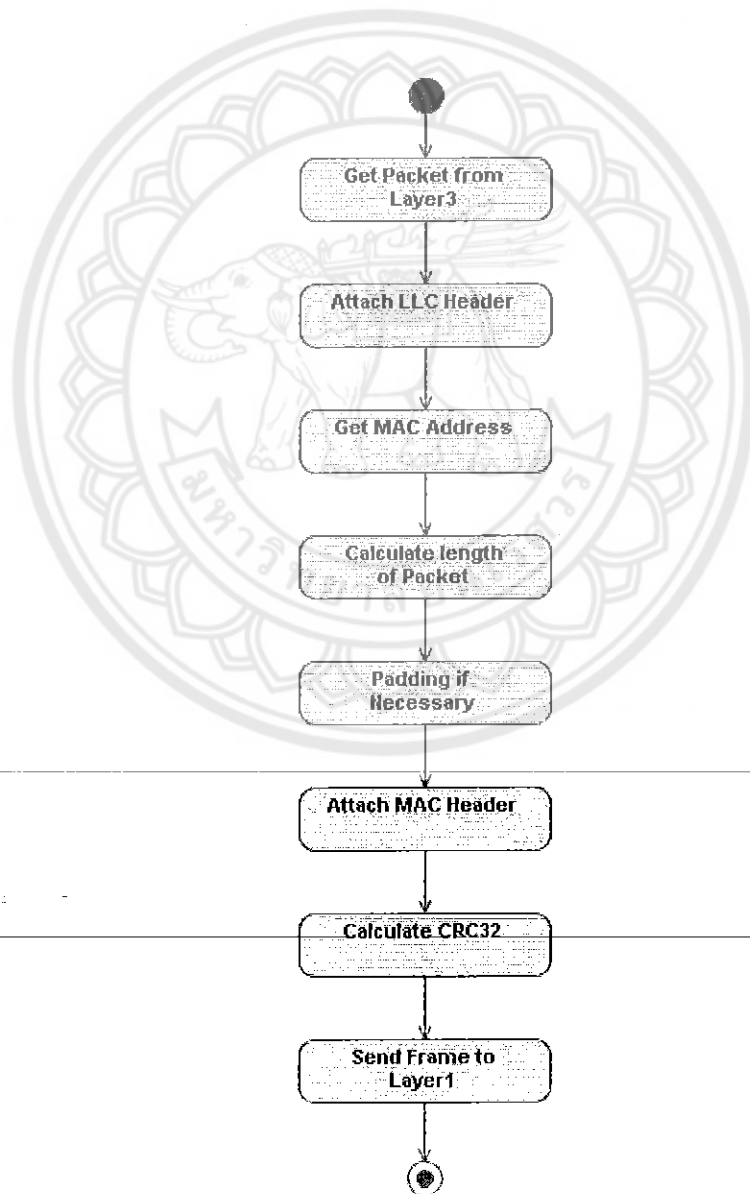 Get Packet from
Layer3
Attach LLC Header
Get MAC Address
Calculate length
of Packet
Padding if
Necessary
Attach MAC Header
Calculate CRC32
Send Frame to
Layer1